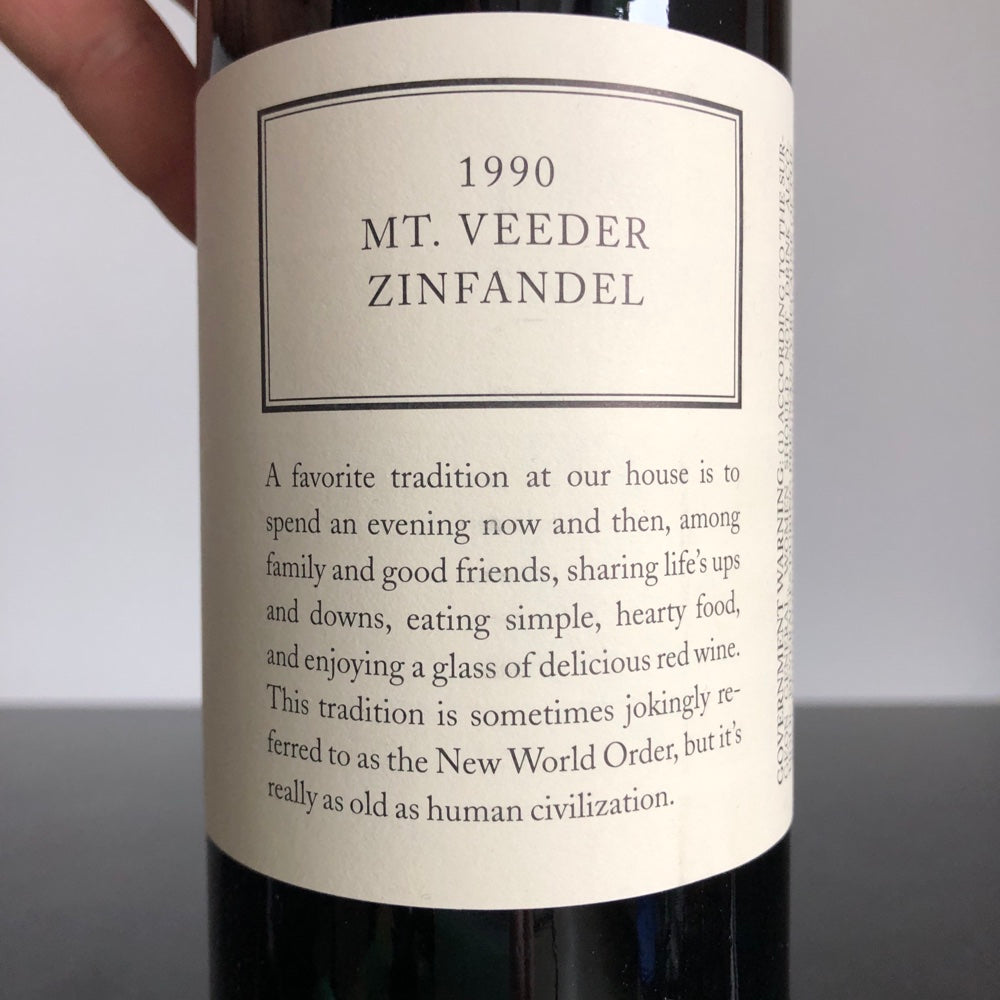 1990
MT. VEEDER
ZINFANDEL
A favorite tradition at our house is to
spend an evening now and then, among
family and good friends, sharing life's ups
and downs, eating simple, hearty food,
and enjoying a glass of delicious red wine.
This tradition is sometimes jokingly re-
ferred to as the New World Order, but it's
really as old as human civilization.
GOVERNMENT WARNING: (1) ACCORDING TO THE SUR-